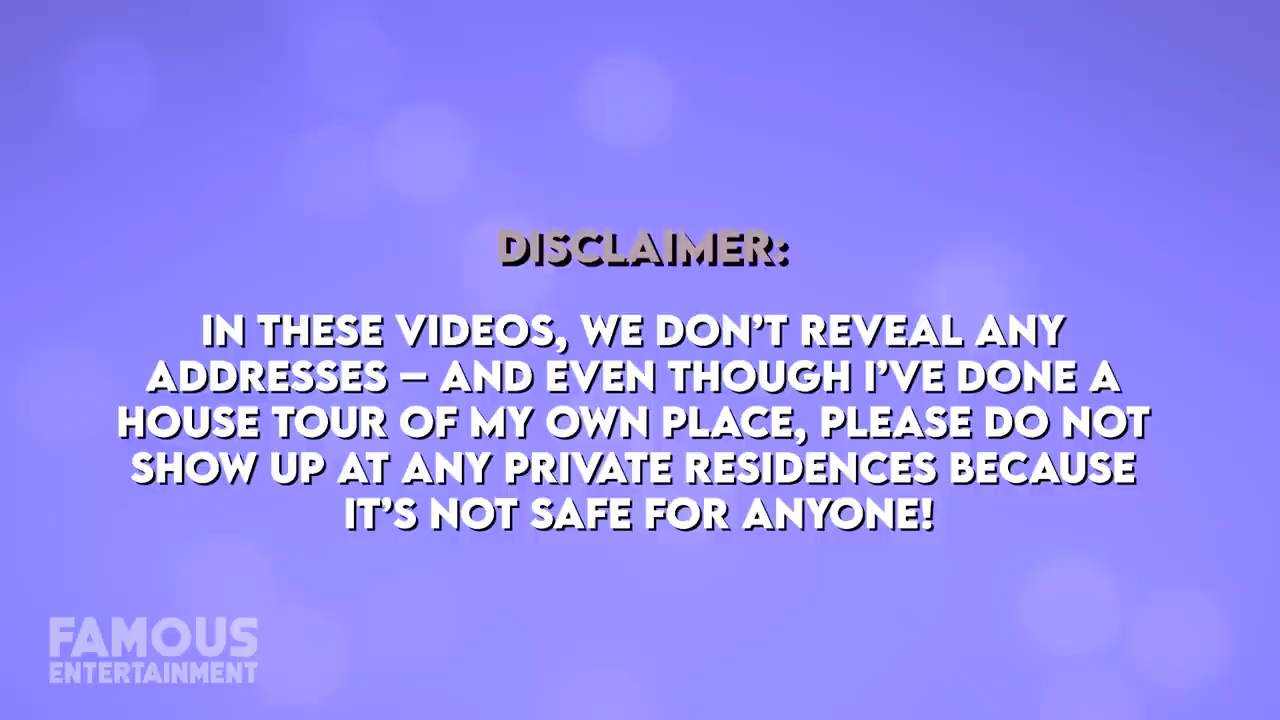 DISCLAIMER:
IN THESE VIDEOS, WE DON'T REVEAL ANY
ADDRESSES – AND EVEN THOUGH I'VE DONE A
HOUSE TOUR OF MY OWN PLACE, PLEASE DO NOT
SHOW UP AT ANY PRIVATE RESIDENCES BECAUSE
IT'S NOT SAFE FOR ANYONE!
FAMOUS
ENTERTAINMENT